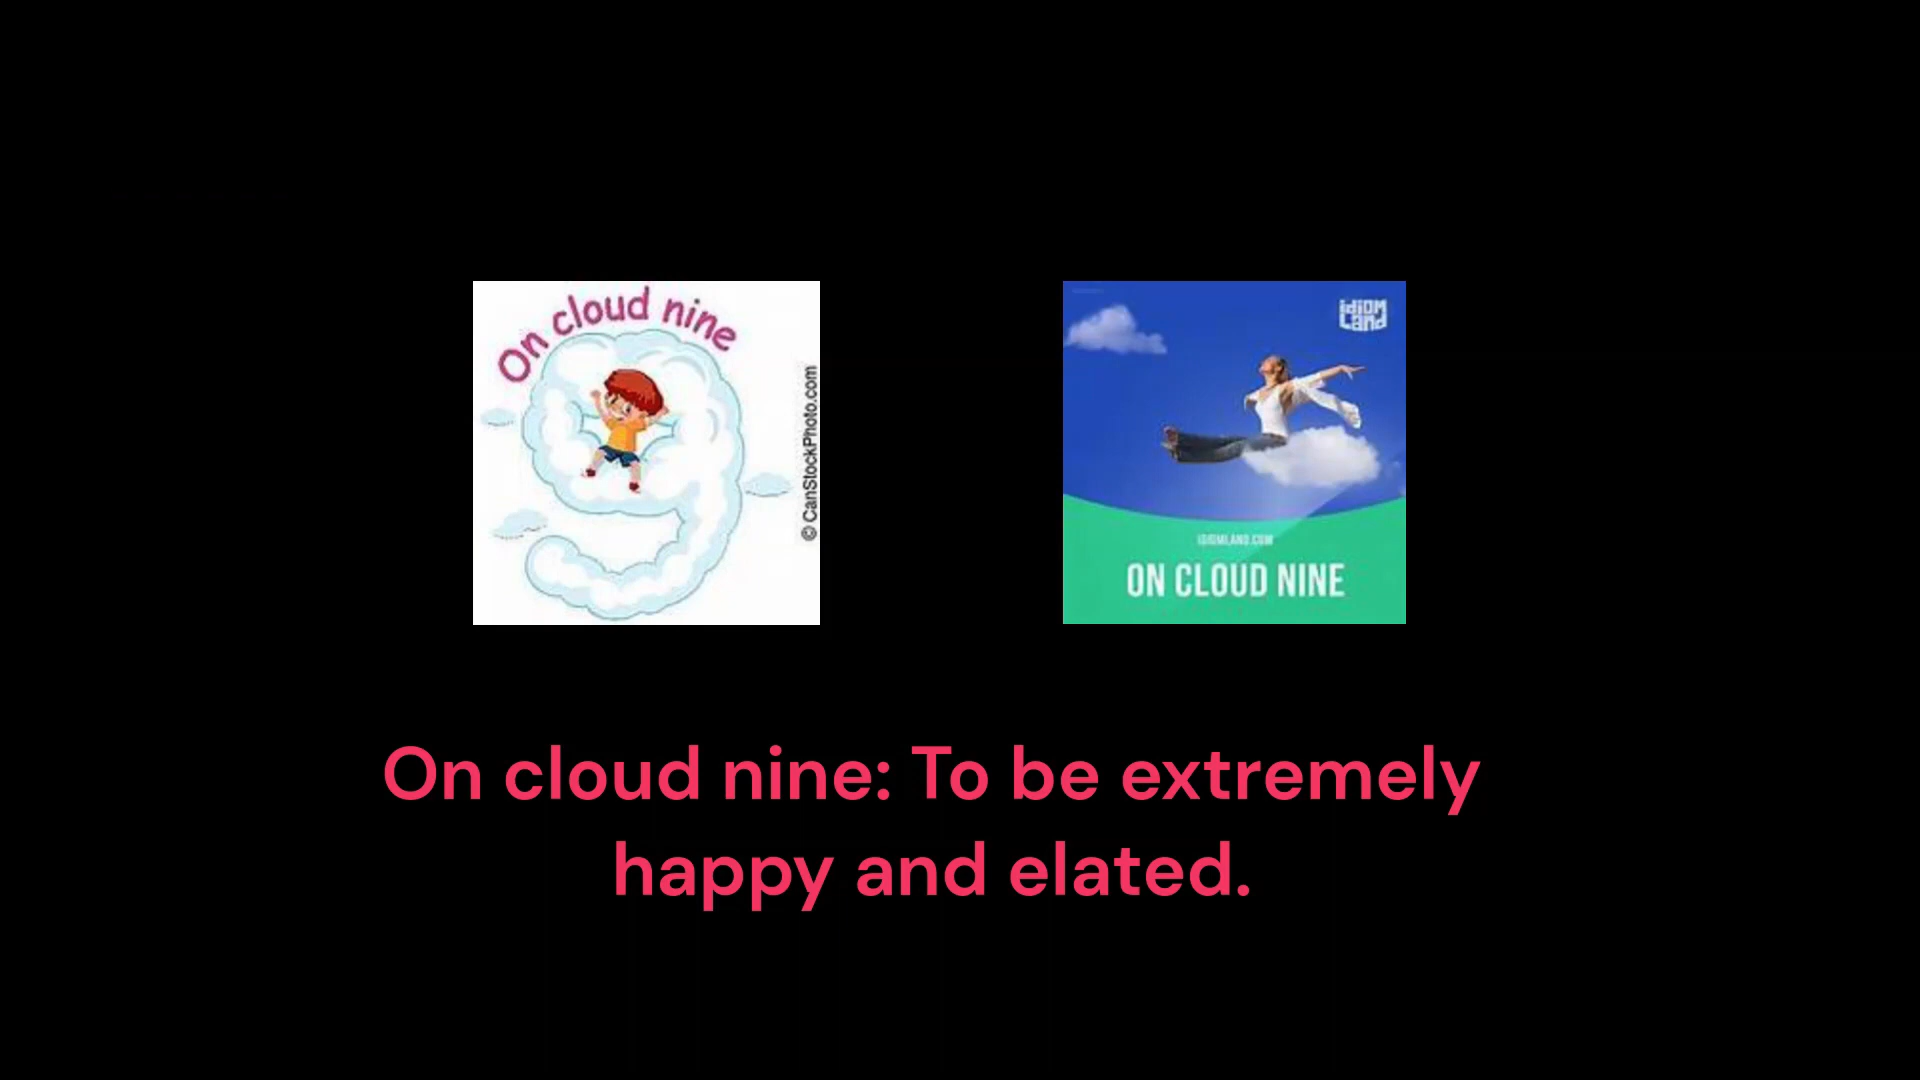 On cloud nine
© CanStockPhoto.com
idiom
Land
IDIOMLAND.COM
ON CLOUD NINE
On cloud nine: To be extremely
happy and elated.